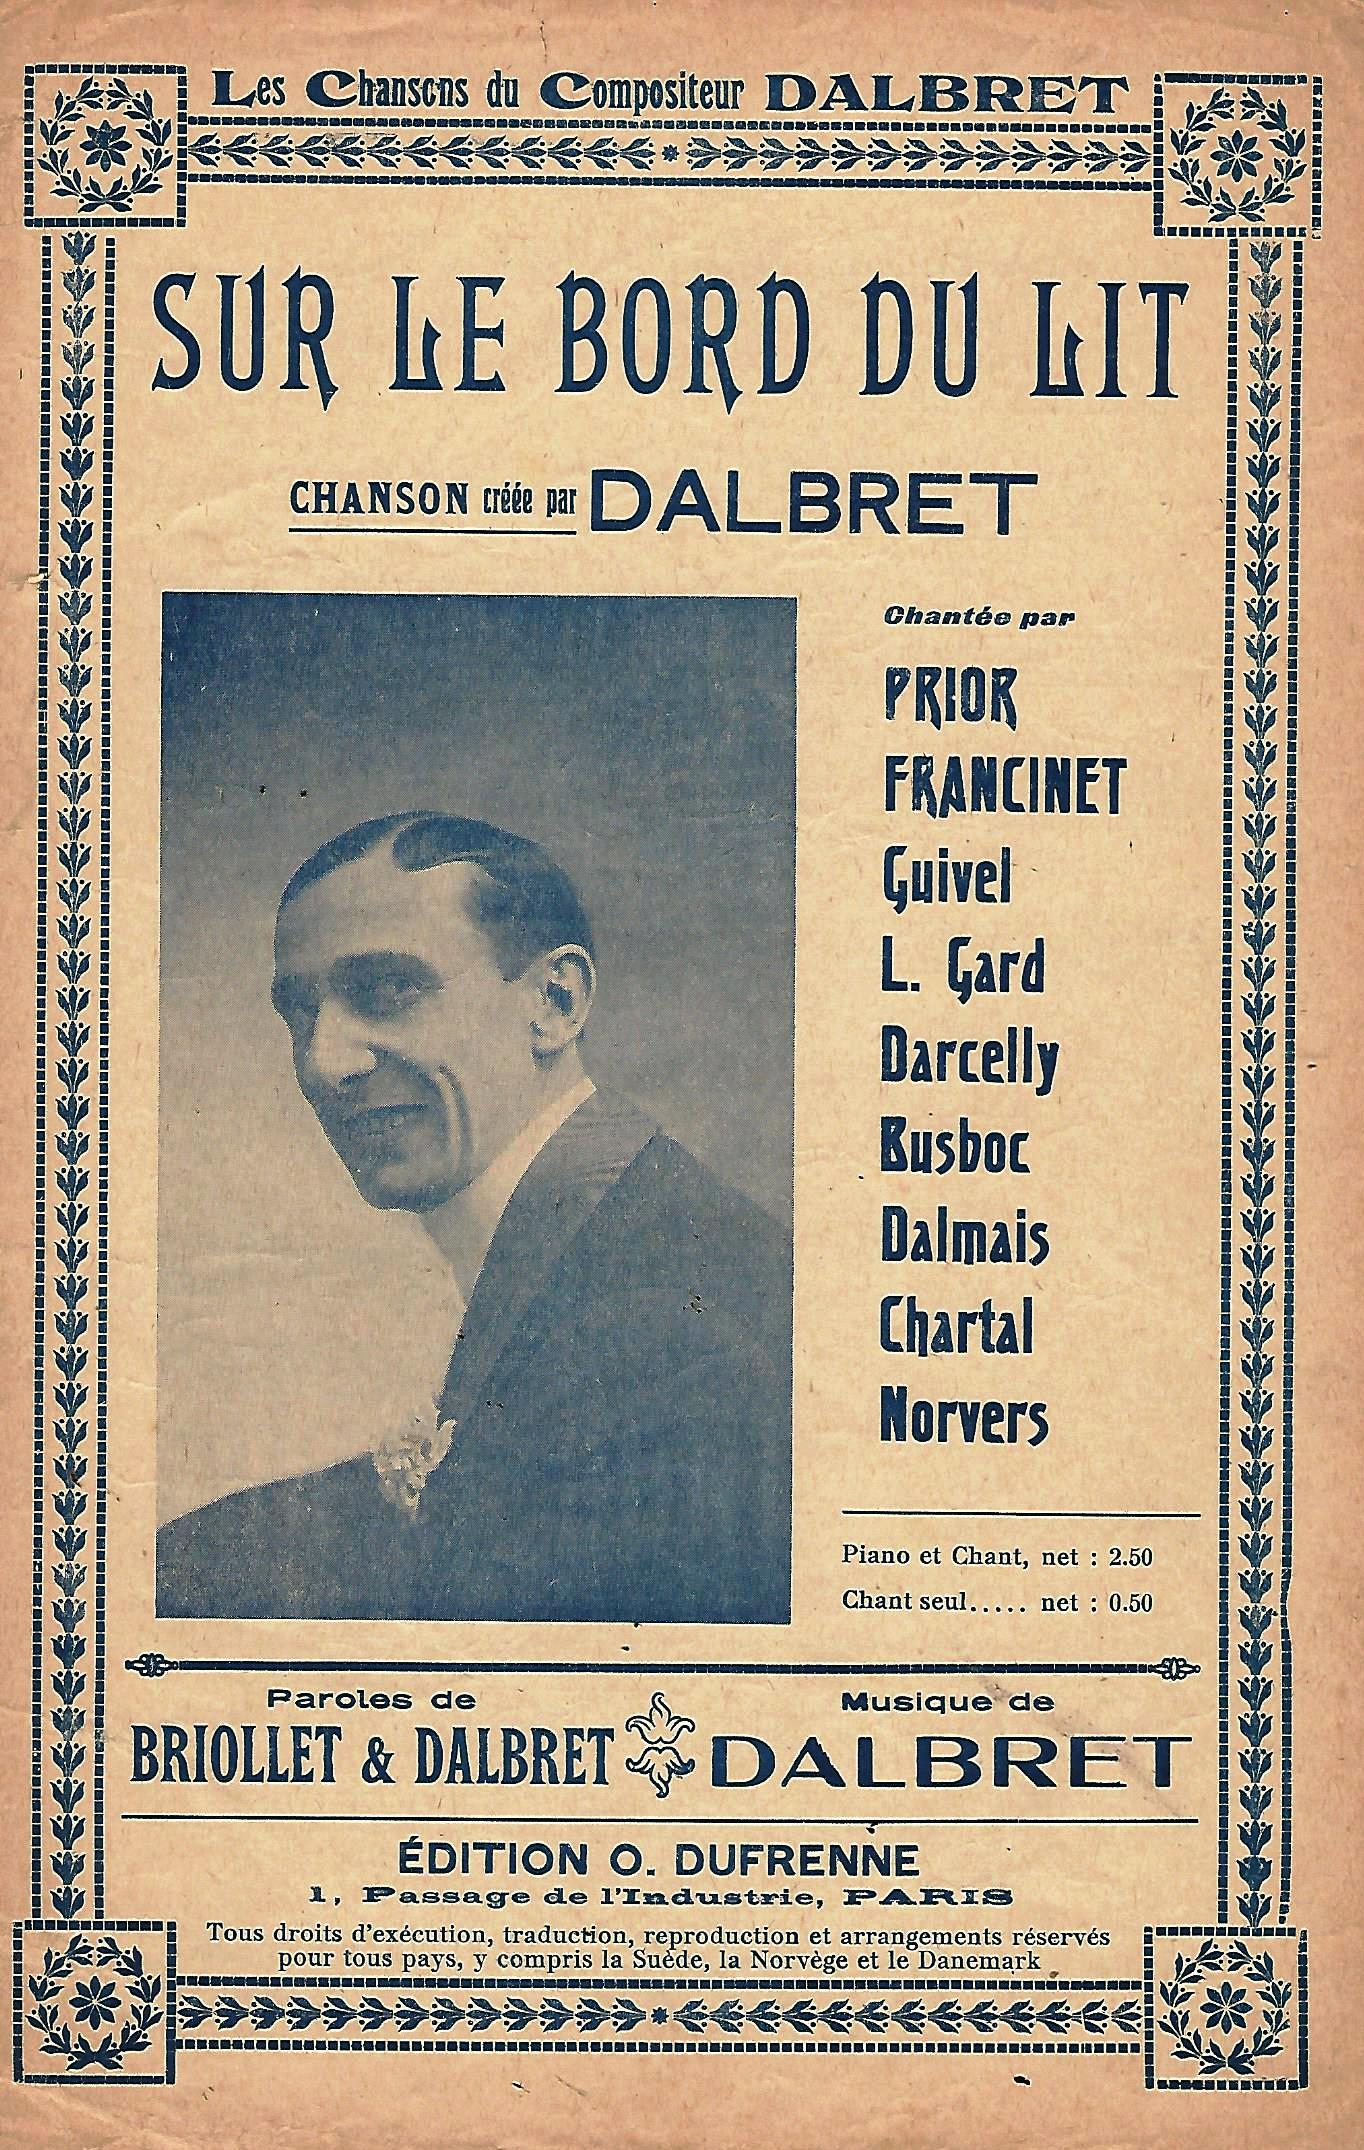 Les Chansons du Compositeur DALBRET
SUR LE BORD DU LIT
CHANSON créée par DALBRET
Chantée par
PRIOR
FRANCINET
Guivel
L. Gard
Darcelly
Busboc
Dalmais
Chartal
Norvers
Piano et Chant, net : 2.50
Chant seul..... net : 0.50
Paroles de
BRIOLLET & DALBRET
Musique de
DALBRET
ÉDITION O. DUFRENNE
1, Passage de l'Industrie, PARIS
Tous droits d'exécution, traduction, reproduction et arrangements réservés
pour tous pays, y compris la Suède, la Norvège et le Danemark